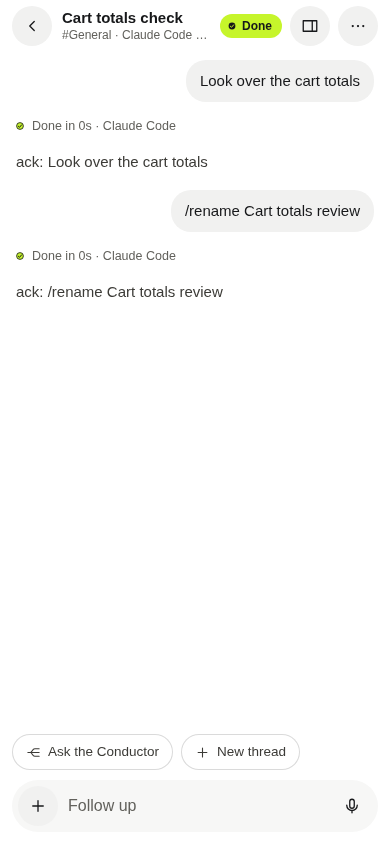 Cart totals check
#General · Claude Code ...
Done
Look over the cart totals
Done in 0s · Claude Code
ack: Look over the cart totals
/rename Cart totals review
Done in 0s · Claude Code
ack: /rename Cart totals review
Ask the Conductor
New thread
Follow up